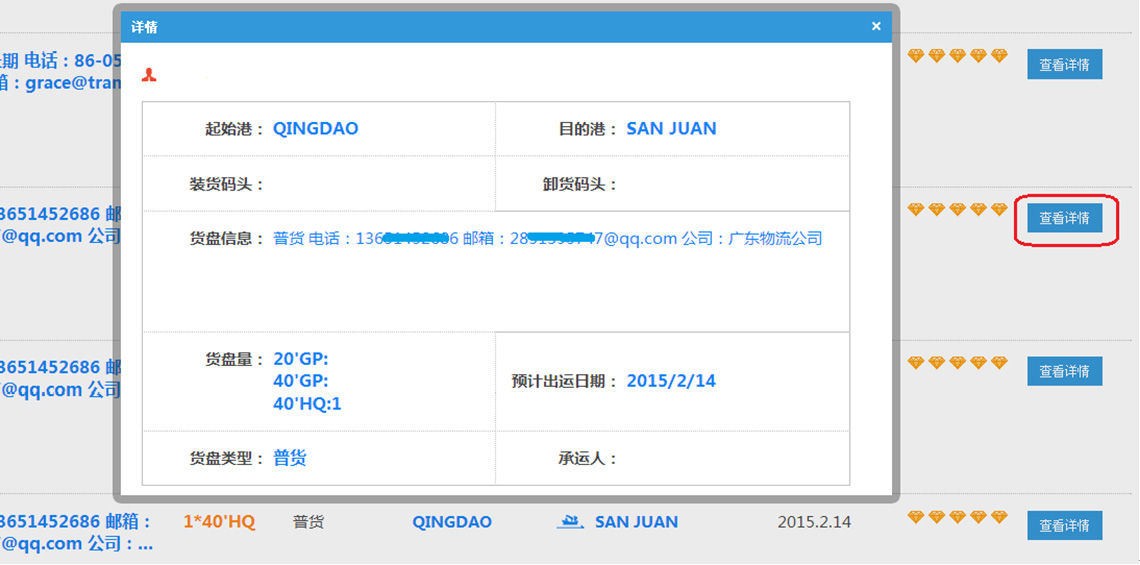 详情 ×
期 电话：86-05
查看详情
箱：grace@tran
起始港： QINGDAO
目的港： SAN JUAN
装货码头：
卸货码头：
3651452686 邮
查看详情
@qq.com 公司
货盘信息： 普货 电话： 邮箱： @qq.com 公司：广东物流公司
货盘量： 20'GP:
40'GP:
40'HQ:1
预计出运日期： 2015/2/14
3651452686 邮
查看详情
@qq.com 公司
货盘类型： 普货
承运人：
3651452686 邮箱：
@qq.com 公司：...
1*40'HQ
普货
QINGDAO
SAN JUAN
2015.2.14
查看详情